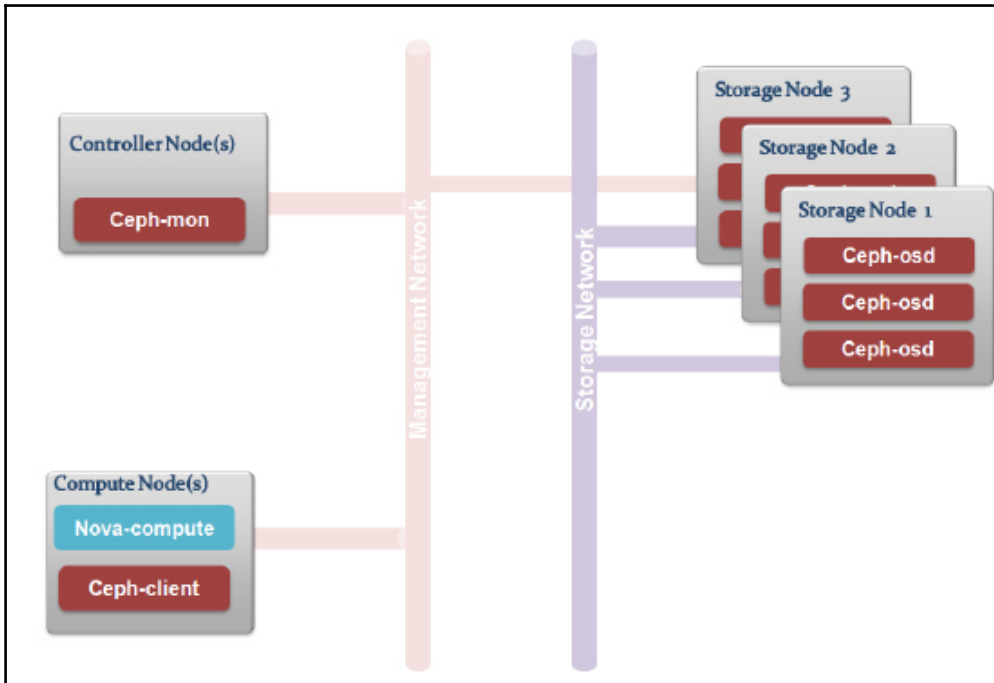 Controller Node(s)
Ceph-mon
Compute Node(s)
Nova-compute
Ceph-client
Management Network
Storage Network
Storage Node 3
Storage Node 2
Storage Node 1
Ceph-osd
Ceph-osd
Ceph-osd